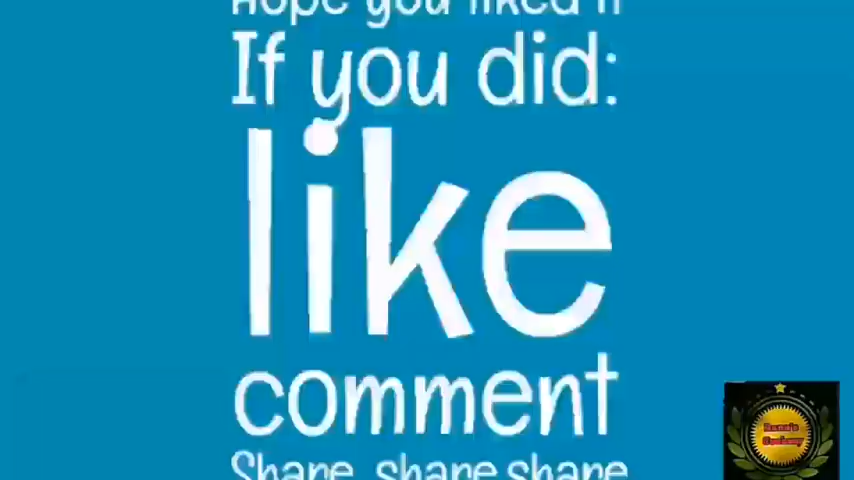 Hope you liked it
If you did:
like
comment
Share, share share